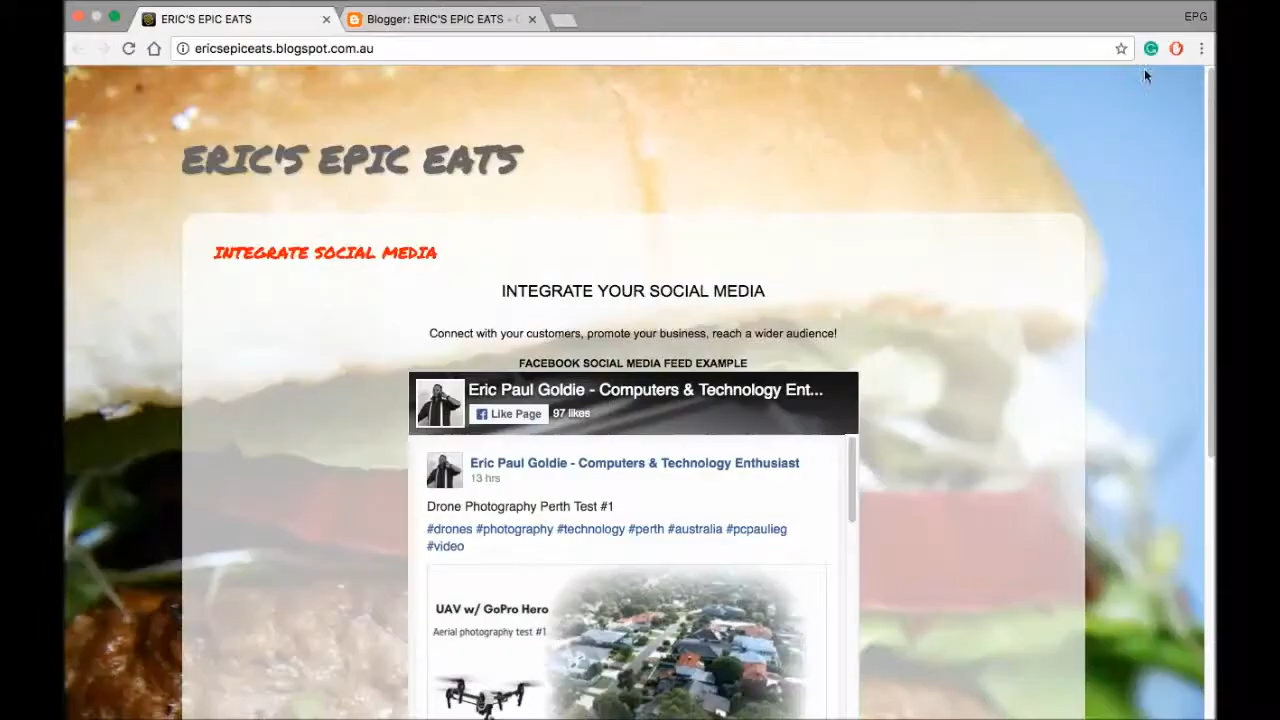 ERIC'S EPIC EATS
Blogger: ERIC'S EPIC EATS -
EPG
ericsepiceats.blogspot.com.au
ERIC'S EPIC EATS
INTEGRATE SOCIAL MEDIA
INTEGRATE YOUR SOCIAL MEDIA
Connect with your customers, promote your business, reach a wider audience!
FACEBOOK SOCIAL MEDIA FEED EXAMPLE
Eric Paul Goldie - Computers & Technology Ent...
Like Page 97 likes
Eric Paul Goldie - Computers & Technology Enthusiast
13 hrs
Drone Photography Perth Test #1
#drones #photography #technology #perth #australia #pcpaulieg
#video
UAV w/ GoPro Hero
Aerial photography test #1